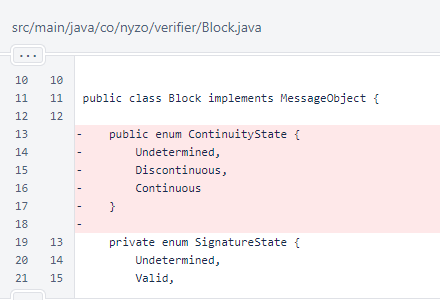 src/main/java/co/nyzo/verifier/Block.java
...
10 10
11 11 public class Block implements MessageObject {
12 12
13 -     public enum ContinuityState {
14 -         Undetermined,
15 -         Discontinuous,
16 -         Continuous
17 -     }
18 -
19 13     private enum SignatureState {
20 14         Undetermined,
21 15         Valid,